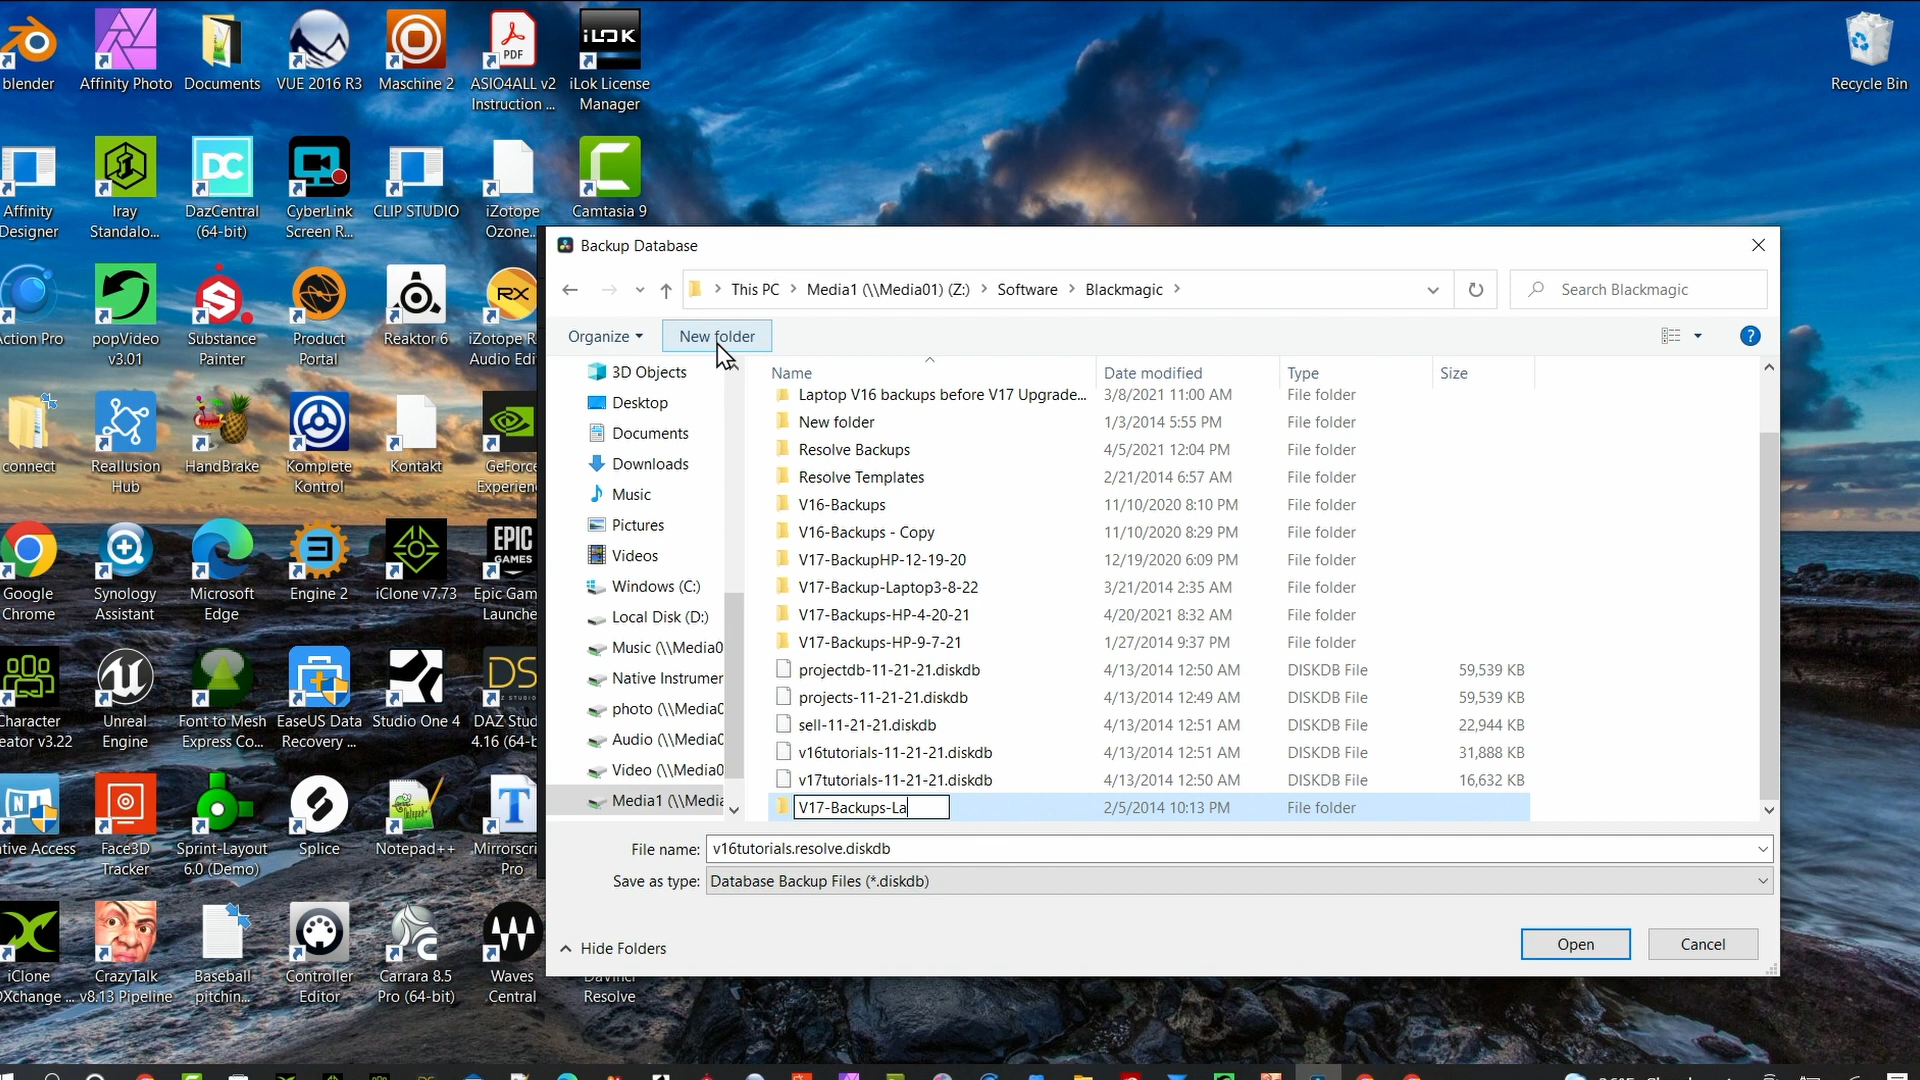 blender
Affinity Photo
Documents
VUE 2016 R3
Maschine 2
PDF
ASIO4ALL v2
Instruction ...
iLOK
iLok License
Manager
Recycle Bin
Affinity
Designer
Iray
Standalo...
DC
DazCentral
(64-bit)
CyberLink
Screen R...
CLIP STUDIO
iZotope
Ozone...
Camtasia 9
ction Pro
popVideo
v3.01
Substance
Painter
Product
Portal
Reaktor 6
RX
iZotope R
Audio Edi
connect
Reallusion
Hub
HandBrake
Komplete
Kontrol
Kontakt
GeForce
Experien
Google
Chrome
Synology
Assistant
Microsoft
Edge
Engine 2
iClone v7.73
EPIC
GAMES
Epic Gam
Launche
Character
eator v3.22
Unreal
Engine
Font to Mesh
Express Co...
EaseUS Data
Recovery ...
Studio One 4
DS
DAZ STUDIO
DAZ Stud
4.16 (64-b
tive Access
Face3D
Tracker
Sprint-Layout
6.0 (Demo)
Splice
Notepad++
T
Mirrorscri
Pro
iClone
DXchange ...
CrazyTalk
v8.13 Pipeline
Baseball
pitchin...
Controller
Editor
Carrara 8.5
Pro (64-bit)
Waves
Central
DaVinci
Resolve
Backup Database
This PC
Media1 (\\Media01) (Z:)
Software
Blackmagic
Search Blackmagic
Organize
New folder
?
3D Objects
Desktop
Documents
Downloads
Music
Pictures
Videos
Windows (C:)
Local Disk (D:)
Music (\\Media0
Native Instrumer
photo (\\Media0
Audio (\\Media0
Video (\\Media0
Media1 (\\Media
Name Date modified Type Size
Laptop V16 backups before V17 Upgrade... 3/8/2021 11:00 AM File folder
New folder 1/3/2014 5:55 PM File folder
Resolve Backups 4/5/2021 12:04 PM File folder
Resolve Templates 2/21/2014 6:57 AM File folder
V16-Backups 11/10/2020 8:10 PM File folder
V16-Backups - Copy 11/10/2020 8:29 PM File folder
V17-BackupHP-12-19-20 12/19/2020 6:09 PM File folder
V17-Backup-Laptop3-8-22 3/21/2014 2:35 AM File folder
V17-Backups-HP-4-20-21 4/20/2021 8:32 AM File folder
V17-Backups-HP-9-7-21 1/27/2014 9:37 PM File folder
projectdb-11-21-21.diskdb 4/13/2014 12:50 AM DISKDB File 59,539 KB
projects-11-21-21.diskdb 4/13/2014 12:49 AM DISKDB File 59,539 KB
sell-11-21-21.diskdb 4/13/2014 12:51 AM DISKDB File 22,944 KB
v16tutorials-11-21-21.diskdb 4/13/2014 12:51 AM DISKDB File 31,888 KB
v17tutorials-11-21-21.diskdb 4/13/2014 12:50 AM DISKDB File 16,632 KB
V17-Backups-La 2/5/2014 10:13 PM File folder
File name: v16tutorials.resolve.diskdb
Save as type: Database Backup Files (*.diskdb)
Hide Folders
Open
Cancel